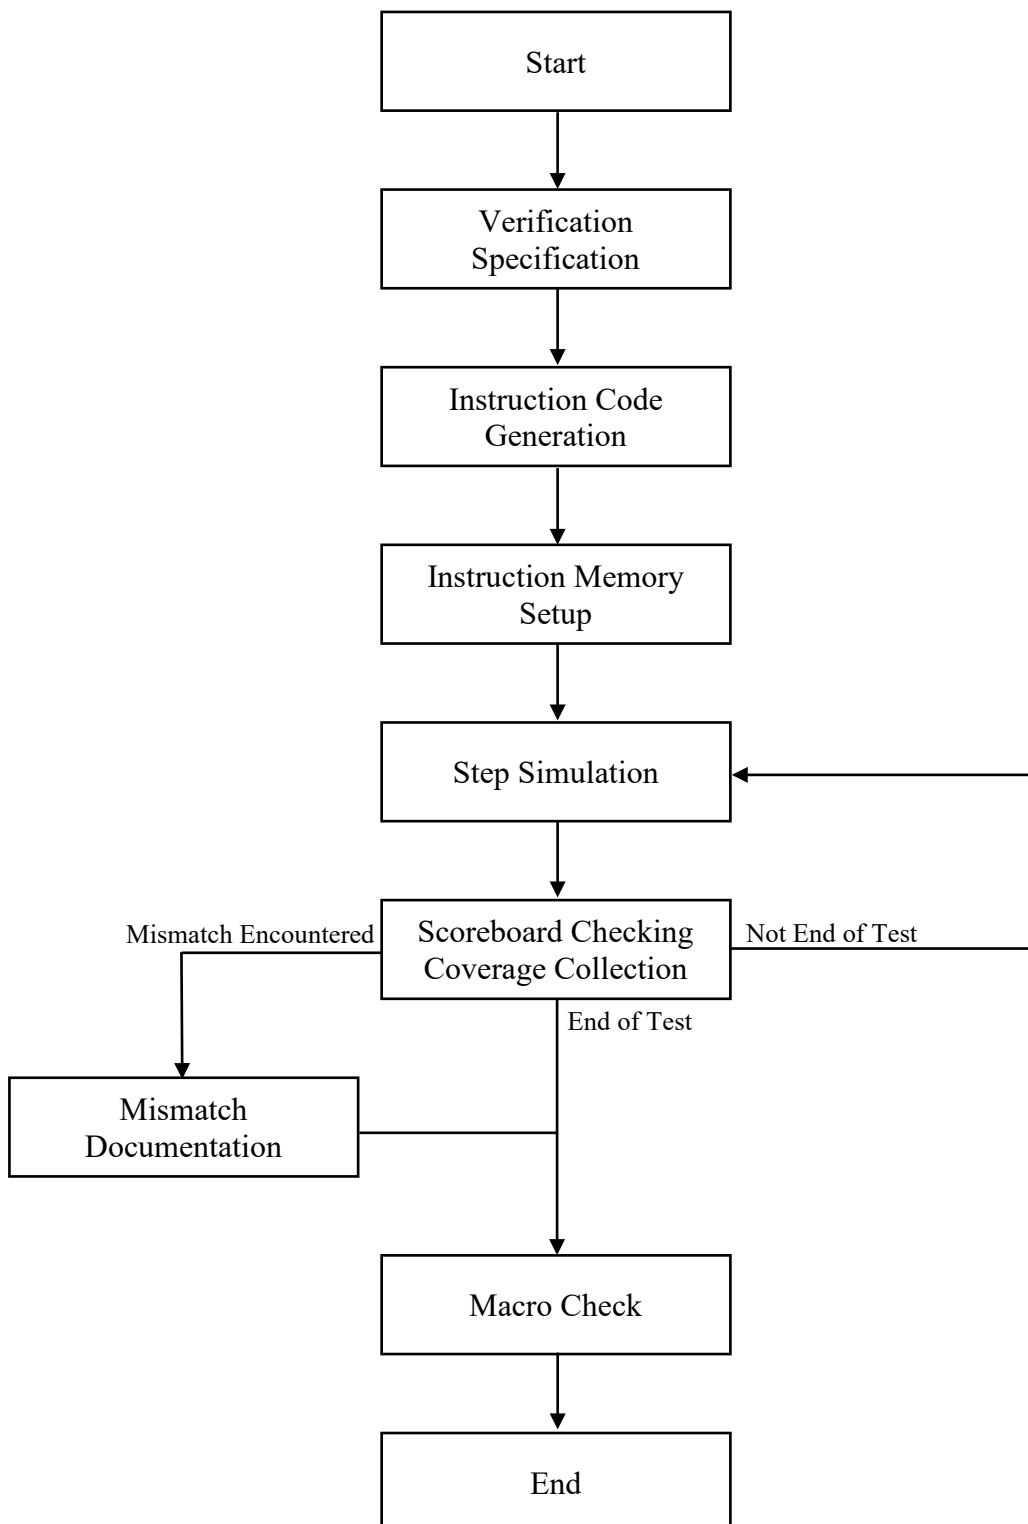 Start
Verification
Specification
Instruction Code
Generation
Instruction Memory
Setup
Step Simulation
Mismatch Encountered
Scoreboard Checking
Coverage Collection
Not End of Test
End of Test
Mismatch
Documentation
Macro Check
End